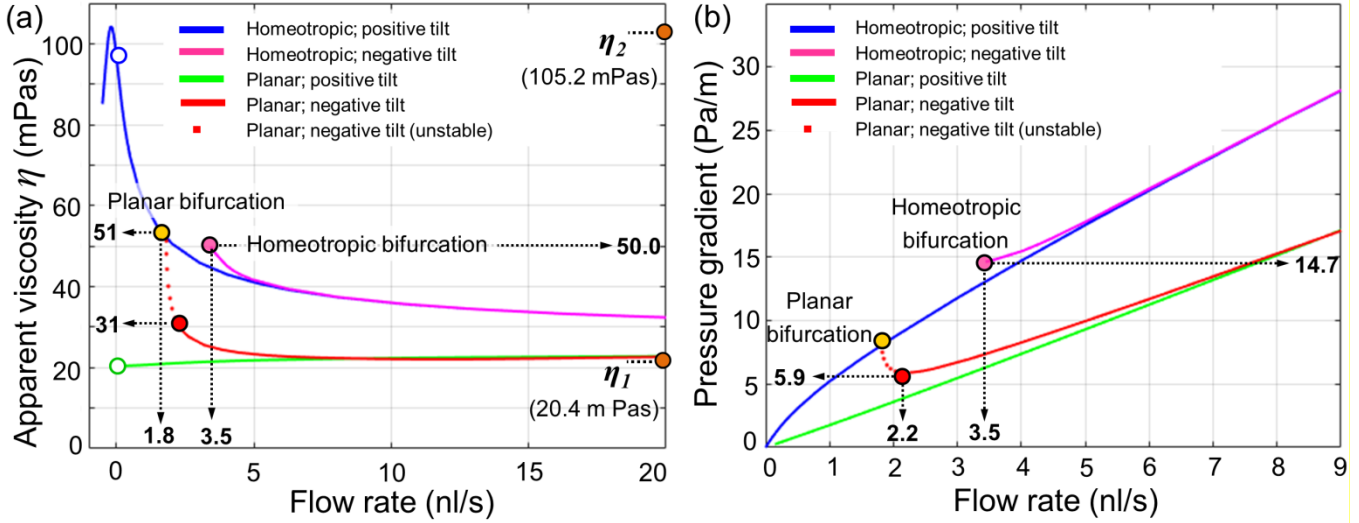 (a)
Apparent viscosity η (mPas)
100
80
60
40
20
0
Homeotropic; positive tilt
Homeotropic; negative tilt
Planar; positive tilt
Planar; negative tilt
Planar; negative tilt (unstable)
η2
(105.2 mPas)
Planar bifurcation
51
Homeotropic bifurcation
50.0
31
η1
(20.4 m Pas)
1.8
3.5
0
5
10
15
20
Flow rate (nl/s)
(b)
Pressure gradient (Pa/m)
30
25
20
15
10
5
0
Homeotropic; positive tilt
Homeotropic; negative tilt
Planar; positive tilt
Planar; negative tilt
Planar; negative tilt (unstable)
Homeotropic
bifurcation
14.7
Planar
bifurcation
5.9
2.2
3.5
0
1
2
3
4
5
6
7
8
9
Flow rate (nl/s)